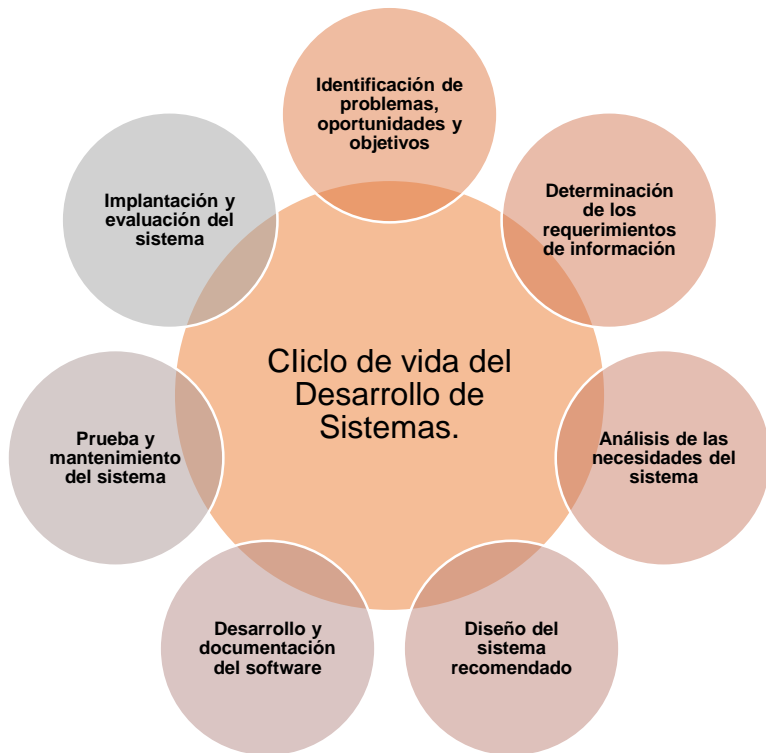 Identificación de
problemas,
oportunidades y
objetivos
Determinación
de los
requerimientos
de información
Análisis de las
necesidades del
sistema
Diseño del
sistema
recomendado
Desarrollo y
documentación
del software
Prueba y
mantenimiento
del sistema
Implantación y
evaluación del
sistema
CIiclo de vida del
Desarrollo de
Sistemas.